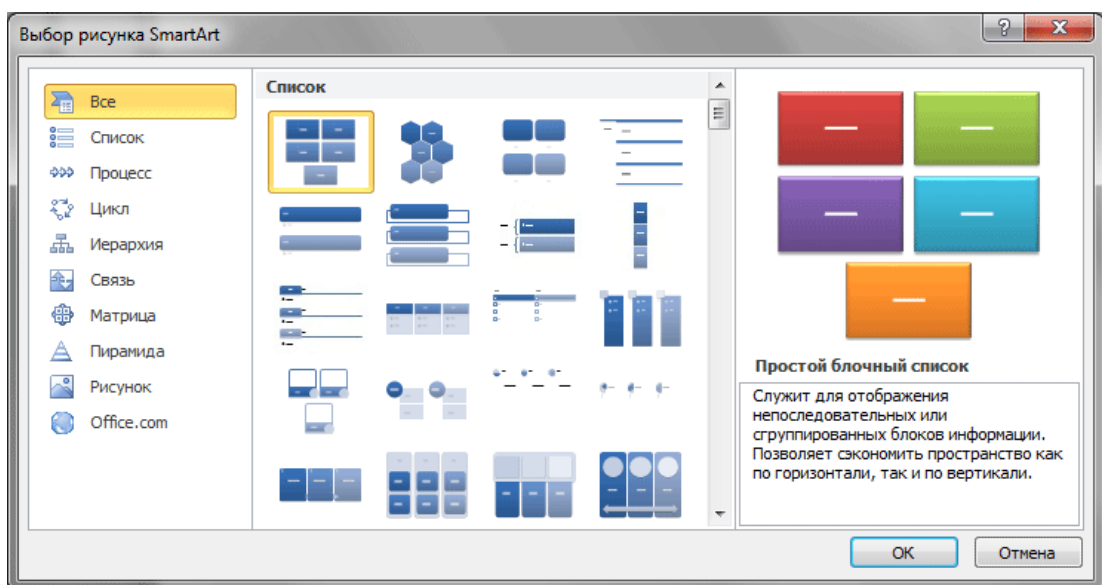 Выбор рисунка SmartArt
Все
Список
Процесс
Цикл
Иерархия
Связь
Матрица
Пирамида
Рисунок
Office.com
Список
Простой блочный список
Служит для отображения
непоследовательных или
сгруппированных блоков информации.
Позволяет сэкономить пространство как
по горизонтали, так и по вертикали.
ОК
Отмена